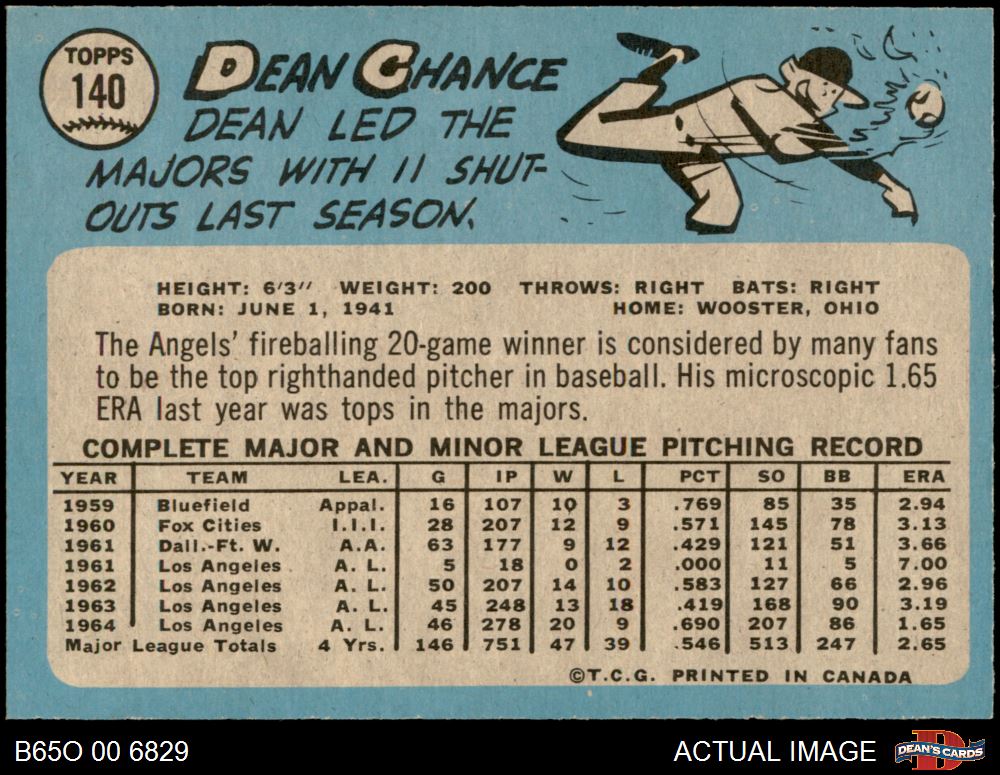 TOPPS
140
DEAN CHANCE
DEAN LED THE
MAJORS WITH 11 SHUT-
OUTS LAST SEASON.
HEIGHT: 6'3" WEIGHT: 200 THROWS: RIGHT BATS: RIGHT
BORN: JUNE 1, 1941 HOME: WOOSTER, OHIO
The Angels' fireballing 20-game winner is considered by many fans
to be the top righthanded pitcher in baseball. His microscopic 1.65
ERA last year was tops in the majors.
COMPLETE MAJOR AND MINOR LEAGUE PITCHING RECORD
YEAR TEAM LEA. G IP W L PCT SO BB ERA
1959 Bluefield Appal. 16 107 10 3 .769 85 35 2.94
1960 Fox Cities I.I.I. 28 207 12 9 .571 145 78 3.13
1961 Dall.-Ft. W. A.A. 63 177 9 12 .429 121 51 3.66
1961 Los Angeles A. L. 5 18 0 2 .000 11 5 7.00
1962 Los Angeles A. L. 50 207 14 10 .583 127 66 2.96
1963 Los Angeles A. L. 45 248 13 18 .419 168 90 3.19
1964 Los Angeles A. L. 46 278 20 9 .690 207 86 1.65
Major League Totals 4 Yrs. 146 751 47 39 .546 513 247 2.65
©T.C.G. PRINTED IN CANADA
B65O 00 6829 ACTUAL IMAGE DEAN'S CARDS